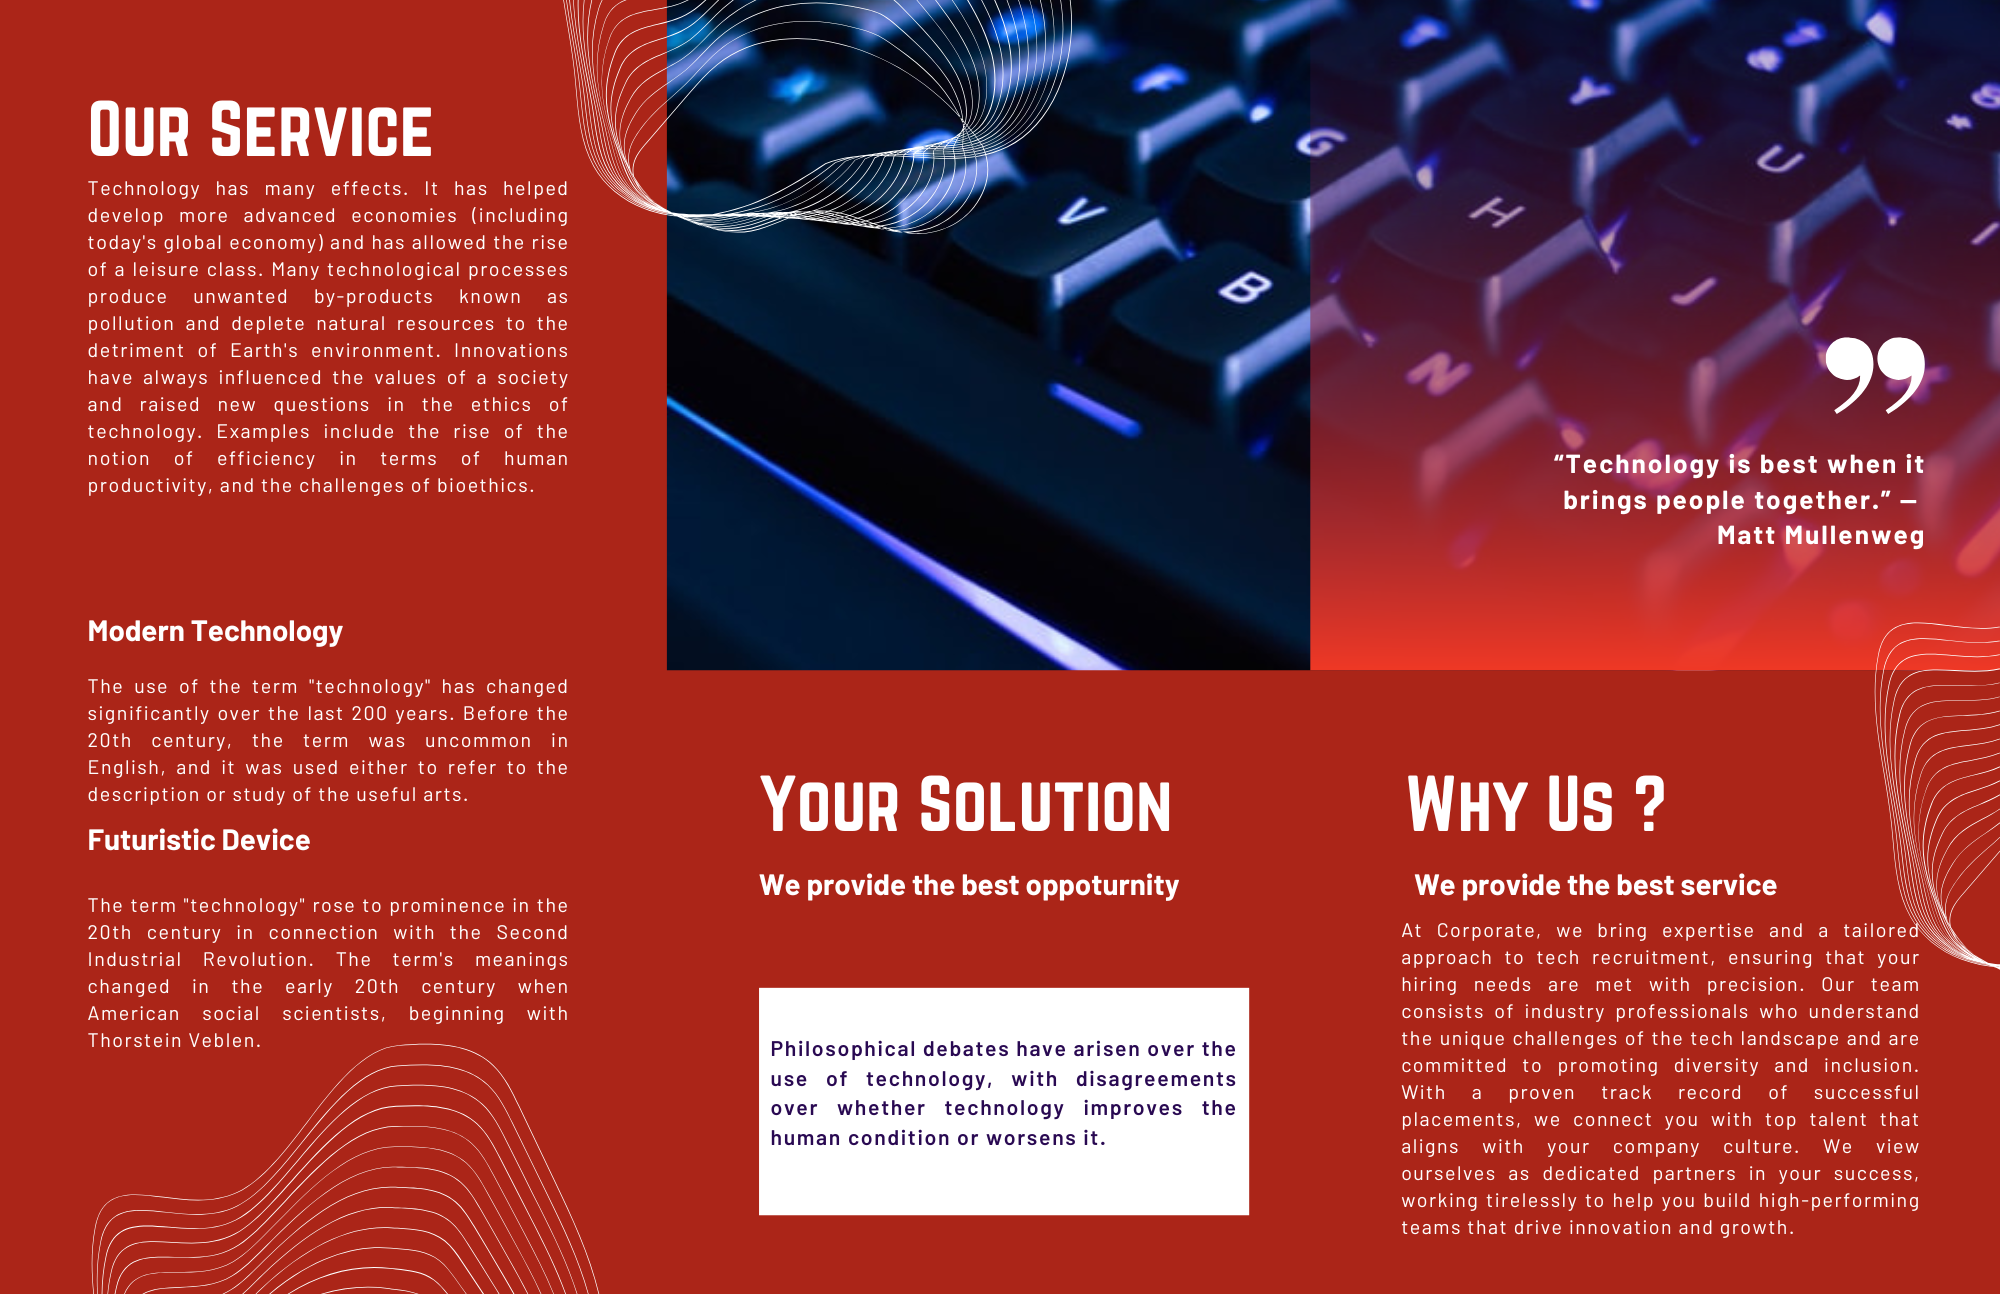 Our Service
Technology has many effects. It has helped
develop more advanced economies (including
today's global economy) and has allowed the rise
of a leisure class. Many technological processes
produce unwanted by-products known as
pollution and deplete natural resources to the
detriment of Earth's environment. Innovations
have always influenced the values of a society
and raised new questions in the ethics of
technology. Examples include the rise of the
notion of efficiency in terms of human
productivity, and the challenges of bioethics.
Modern Technology
The use of the term "technology" has changed
significantly over the last 200 years. Before the
20th century, the term was uncommon in
English, and it was used either to refer to the
description or study of the useful arts.
Futuristic Device
The term "technology" rose to prominence in the
20th century in connection with the Second
Industrial Revolution. The term's meanings
changed in the early 20th century when
American social scientists, beginning with
Thorstein Veblen.
F
G
Y
U
V
H
B
J
I
N
”
“Technology is best when it
brings people together.” –
Matt Mullenweg
Your Solution
We provide the best oppoturnity
Philosophical debates have arisen over the
use of technology, with disagreements
over whether technology improves the
human condition or worsens it.
Why Us ?
We provide the best service
At Corporate, we bring expertise and a tailored
approach to tech recruitment, ensuring that your
hiring needs are met with precision. Our team
consists of industry professionals who understand
the unique challenges of the tech landscape and are
committed to promoting diversity and inclusion.
With a proven track record of successful
placements, we connect you with top talent that
aligns with your company culture. We view
ourselves as dedicated partners in your success,
working tirelessly to help you build high-performing
teams that drive innovation and growth.